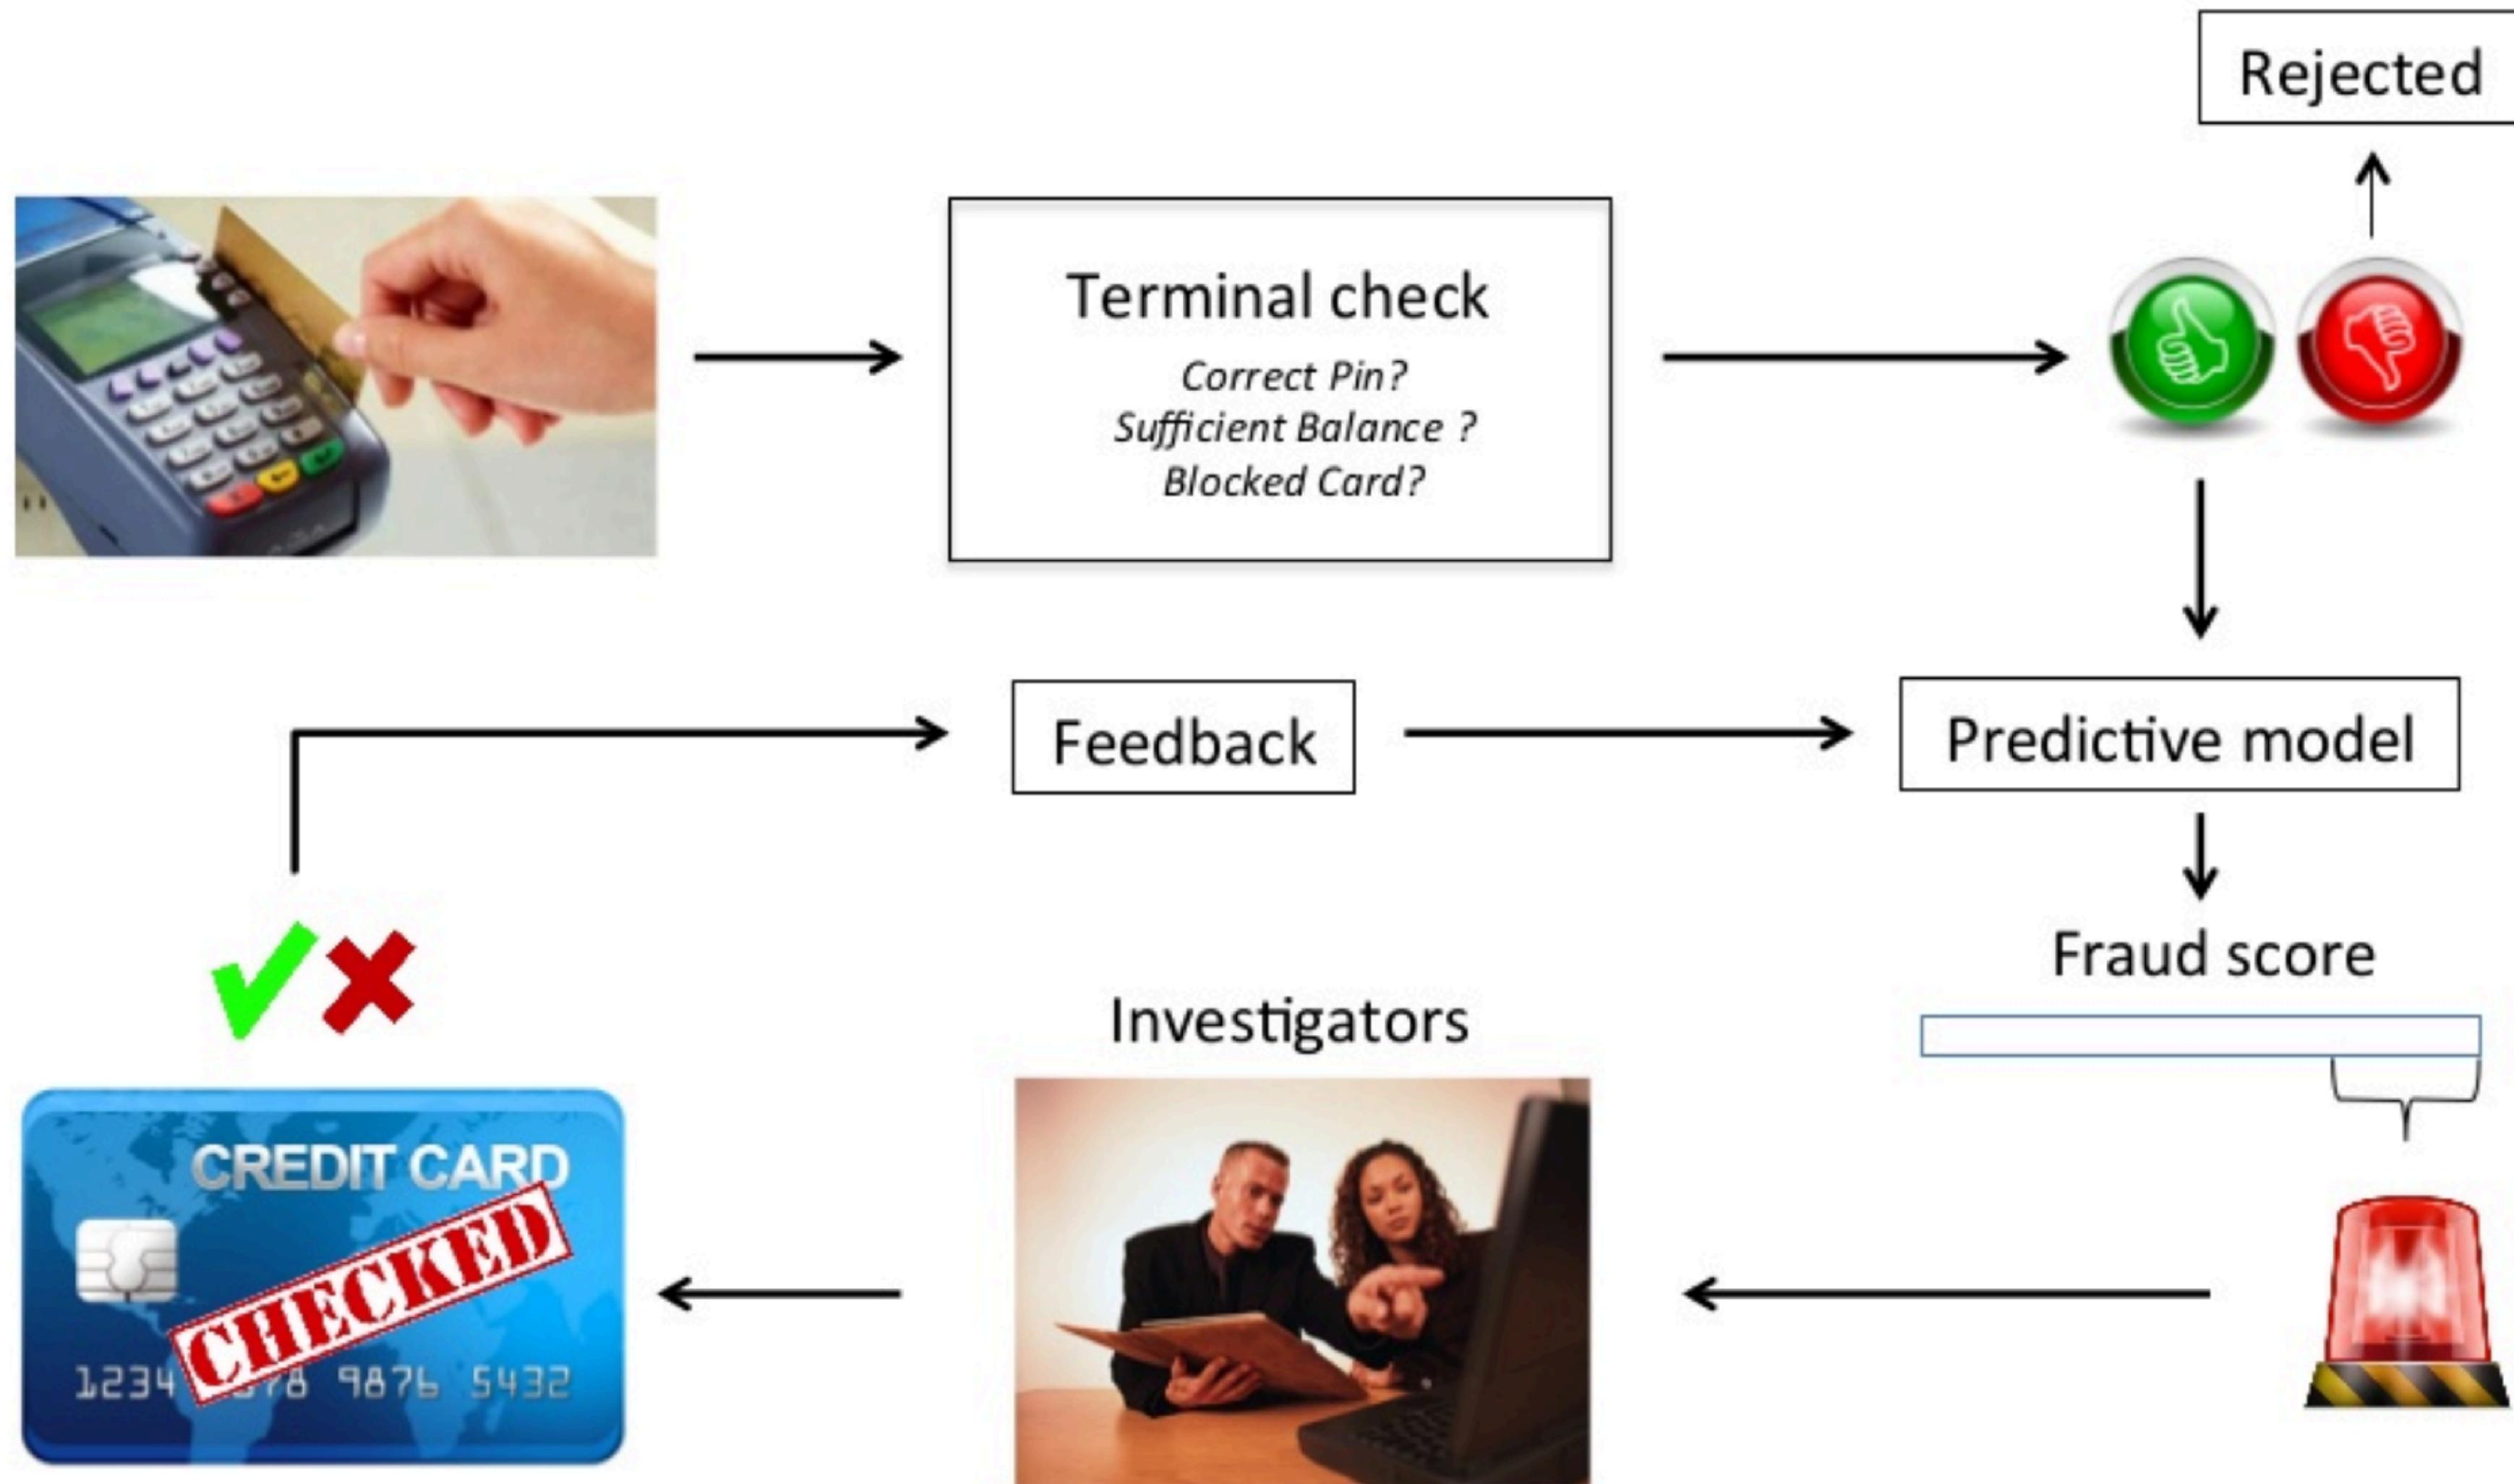 Rejected
Terminal check
Correct Pin?
Sufficient Balance ?
Blocked Card?
Feedback
Predictive model
Fraud score
Investigators
CREDIT CARD
CHECKED
1234 9876 5432